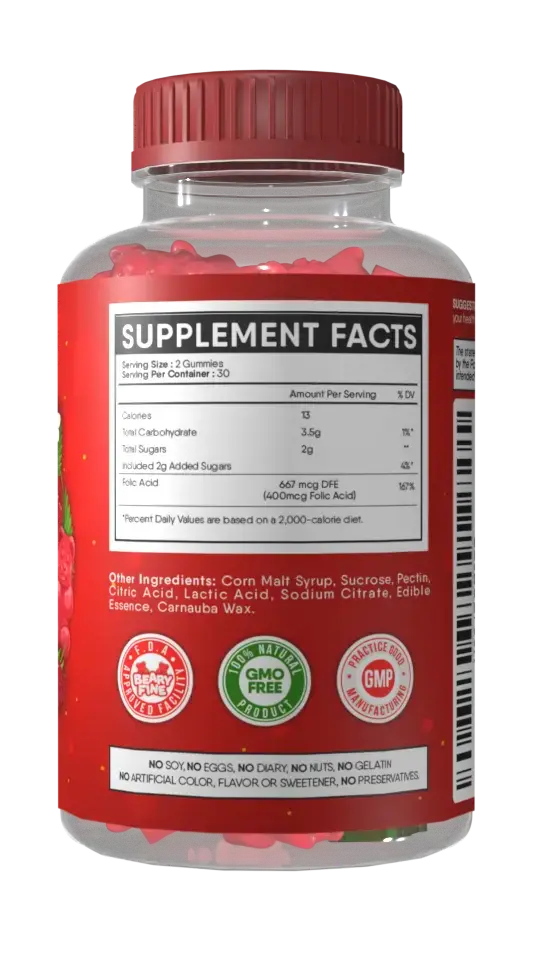 SUPPLEMENT FACTS
Serving Size : 2 Gummies
Serving Per Container : 30
Amount Per Serving % DV
Calories 13
Total Carbohydrate 3.5g 1%*
Total Sugars 2g **
Included 2g Added Sugars 4%*
Folic Acid 667 mcg DFE 167%
(400mcg Folic Acid)
*Percent Daily Values are based on a 2,000-calorie diet.
Other Ingredients: Corn Malt Syrup, Sucrose, Pectin,
Citric Acid, Lactic Acid, Sodium Citrate, Edible
Essence, Carnauba Wax.
F.D.A
BEARY
FINE
APPROVED FACILITY
100% NATURAL
GMO
FREE
PRODUCT
PRACTICE GOOD
GMP
MANUFACTURING
NO SOY, NO EGGS, NO DIARY, NO NUTS, NO GELATIN
NO ARTIFICIAL COLOR, FLAVOR OR SWEETENER, NO PRESERVATIVES.
your
The
by the
intended